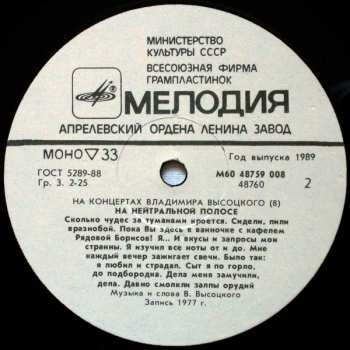 МИНИСТЕРСТВО
КУЛЬТУРЫ СССР
ВСЕСОЮЗНАЯ ФИРМА
ГРАМПЛАСТИНОК
МЕЛОДИЯ
АПРЕЛЕВСКИЙ ОРДЕНА ЛЕНИНА ЗАВОД
МОНО ▽ 33
Год выпуска 1989
ГОСТ 5289-88
М60 48759 008
Гр. 3. 2-25
48760
2
НА КОНЦЕРТАХ ВЛАДИМИРА ВЫСОЦКОГО (8)
НА НЕЙТРАЛЬНОЙ ПОЛОСЕ
Сколько чудес за туманами кроется. Сидели, пили
вразнобой. Пока Вы здесь в ванночке с кафелем
Рядовой Борисов! Я... И вкусы и запросы мои
странны. Я изучил все ноты от и до. Мне
каждый вечер зажигает свечи. Было так:
я любил и страдал. Сыт я по горло,
до подбородка. Дела меня замучили,
дела. Давно смолкли залпы орудий
Музыка и слова В. Высоцкого
Запись 1977 г.